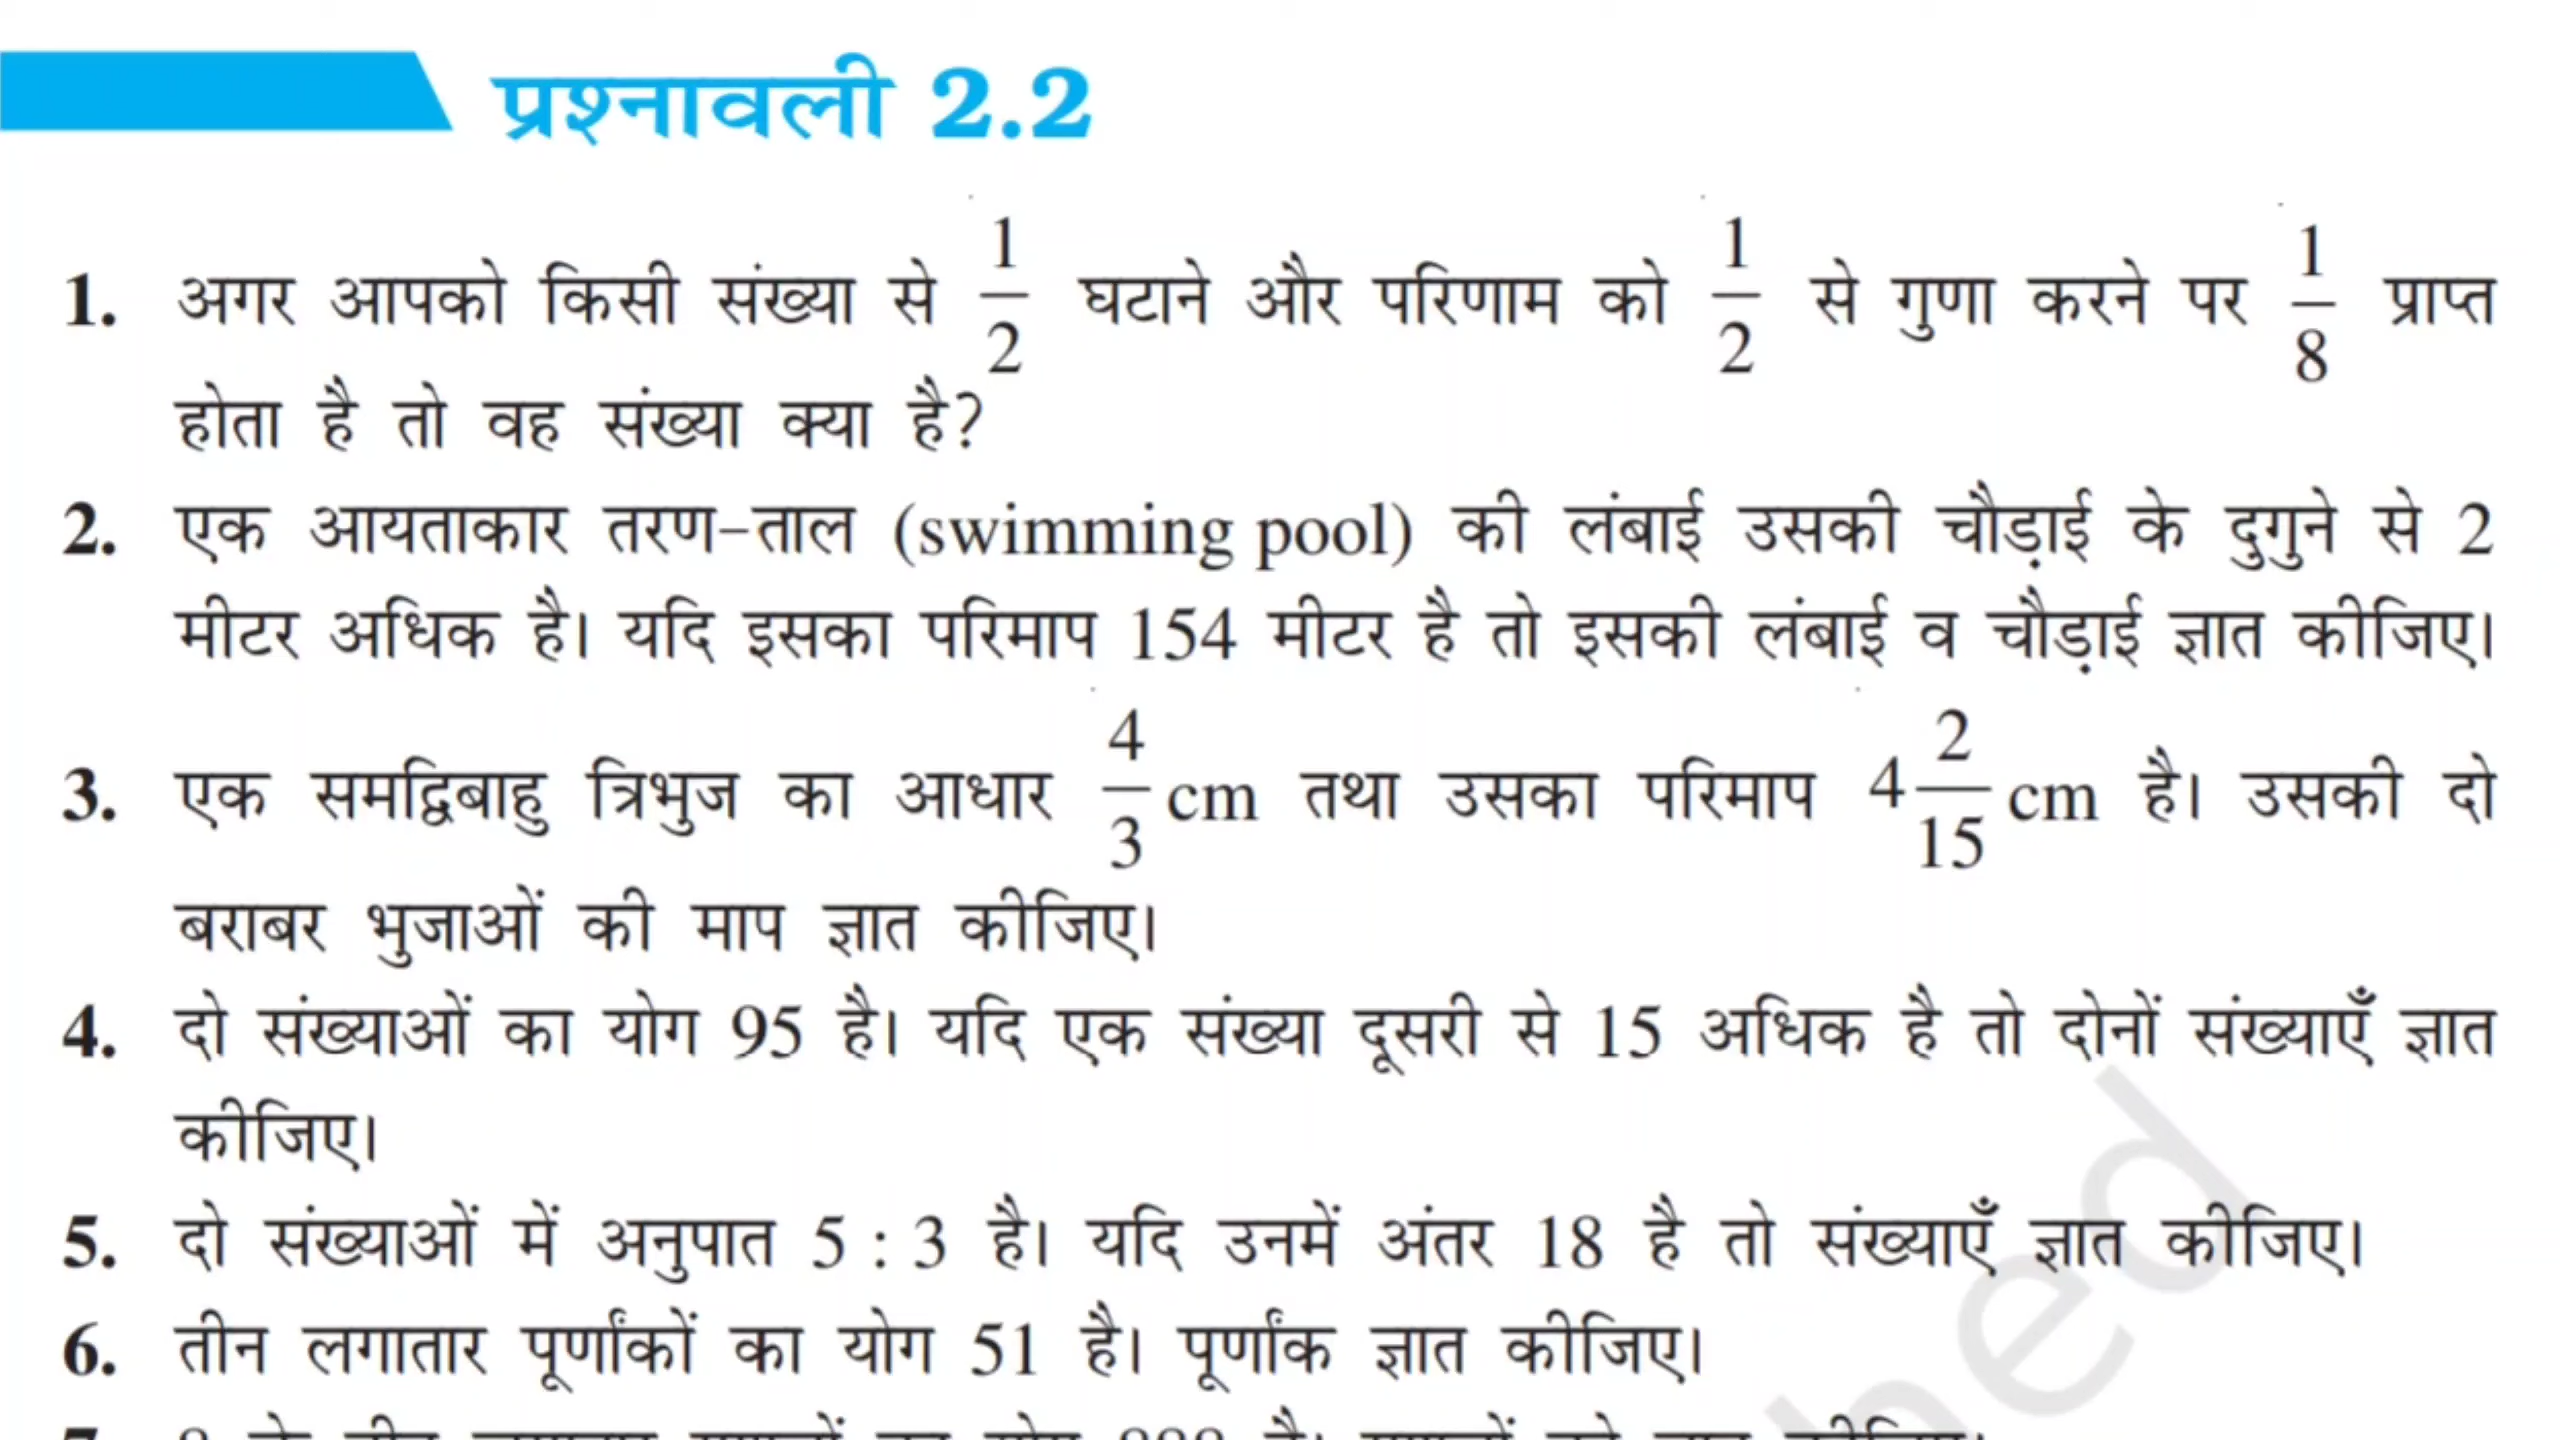 प्रश्नावली 2.2
1. अगर आपको किसी संख्या से 1/2 घटाने और परिणाम को 1/2 से गुणा करने पर 1/8 प्राप्त
होता है तो वह संख्या क्या है?
2. एक आयताकार तरण-ताल (swimming pool) की लंबाई उसकी चौड़ाई के दुगुने से 2
मीटर अधिक है। यदि इसका परिमाप 154 मीटर है तो इसकी लंबाई व चौड़ाई ज्ञात कीजिए।
3. एक समद्विबाहु त्रिभुज का आधार 4/3 cm तथा उसका परिमाप 4 2/15 cm है। उसकी दो
बराबर भुजाओं की माप ज्ञात कीजिए।
4. दो संख्याओं का योग 95 है। यदि एक संख्या दूसरी से 15 अधिक है तो दोनों संख्याएँ ज्ञात
कीजिए।
5. दो संख्याओं में अनुपात 5 : 3 है। यदि उनमें अंतर 18 है तो संख्याएँ ज्ञात कीजिए।
6. तीन लगातार पूर्णांकों का योग 51 है। पूर्णांक ज्ञात कीजिए।